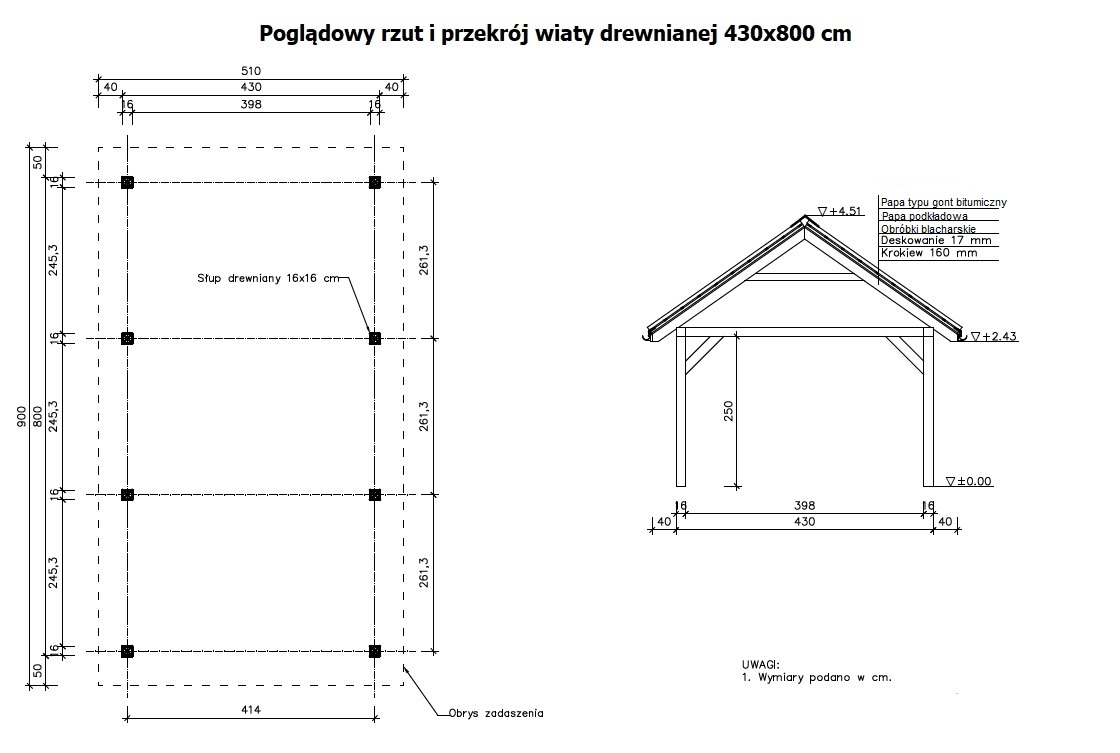 Poglądowy rzut i przekrój wiaty drewnianej 430x800 cm
510
40 430 40
16 398 16
50
16
245,3
261,3
Słup drewniany 16x16 cm
16
900
800
245,3
261,3
16
245,3
261,3
16
50
414
Obrys zadaszenia
▽+4.51
Papa typu gont bitumiczny
Papa podkładowa
Obróbki blacharskie
Deskowanie 17 mm
Krokiew 160 mm
▽+2.43
250
▽±0.00
16 398 16
40 430 40
UWAGI:
1. Wymiary podano w cm.